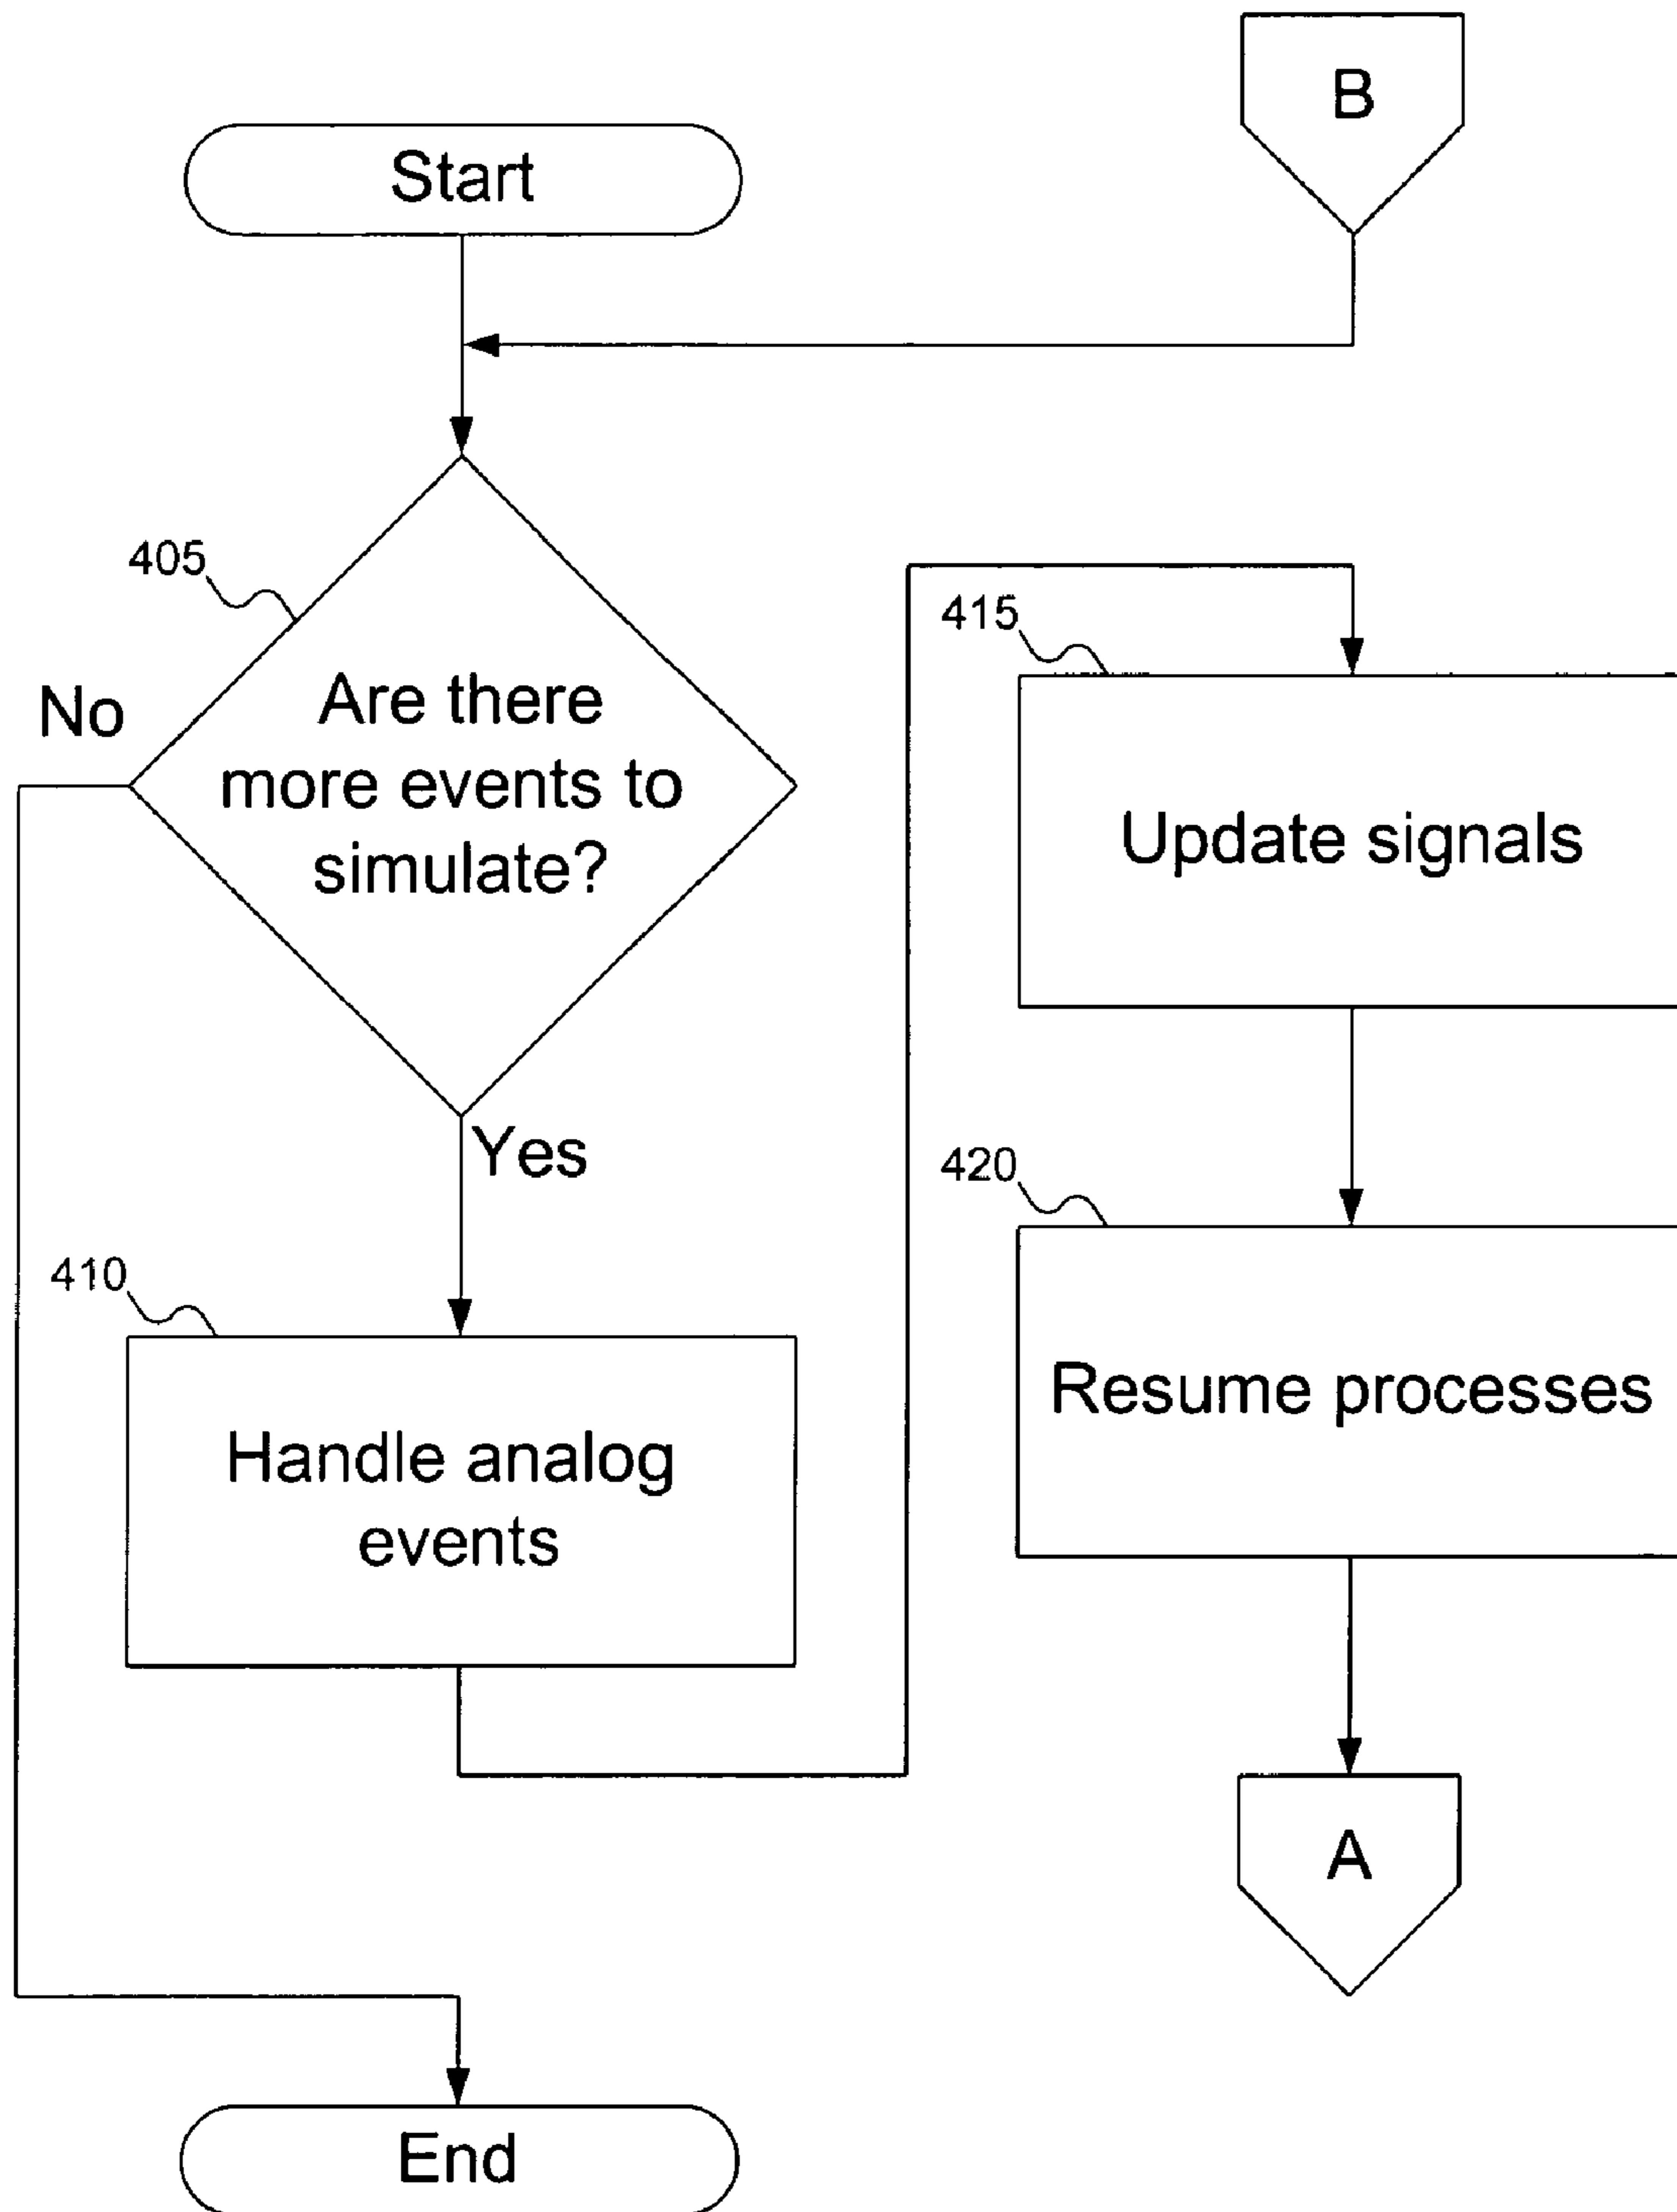 B
Start
405
Are there
more events to
simulate?
No
Yes
410
Handle analog
events
415
Update signals
420
Resume processes
A
End